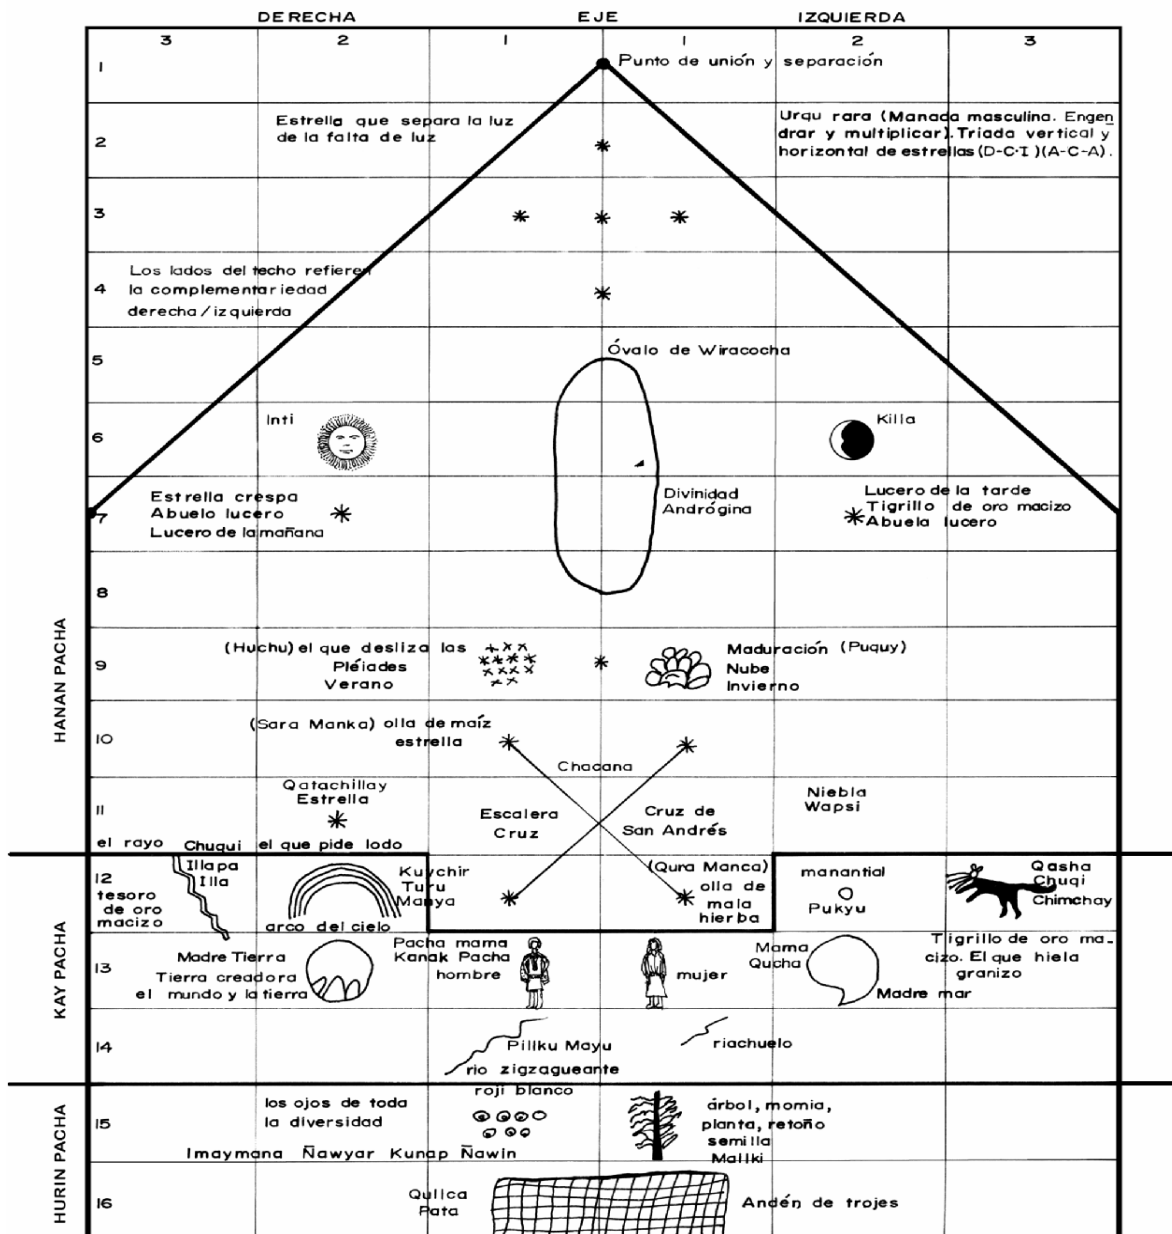 DERECHA EJE IZQUIERDA
3 2 1 1 2 3
1
Punto de unión y separación
Estrella que separa la luz
de la falta de luz
Urqu rara (Manada masculina. Engen
drar y multiplicar). Triada vertical y
horizontal de estrellas (D-C-I)(A-C-A).
2
3
Los lados del techo refieren
la complementariedad
derecha/izquierda
4
5
Óvalo de Wiracocha
6
Inti
Killa
7
Estrella crespa
Abuelo lucero
Lucero de la mañana
Divinidad
Andrógina
Lucero de la tarde
Tigrillo de oro macizo
Abuela lucero
8
HANAN PACHA
9
(Huchu) el que desliza las
Pléiades
Verano
Maduración (Puquy)
Nube
Invierno
10
(Sara Manka) olla de maíz
estrella
Chacana
11
Qatachillay
Estrella
Escalera
Cruz
Cruz de
San Andrés
Niebla
Wapsi
el rayo Chuqui el que pide lodo
KAY PACHA
12
tesoro
de oro
macizo
Illapa
Illa
arco del cielo
Kuychir
Turu
Manya
(Qura Manca)
olla de
mala
hierba
manantial
Pukyu
Qasha
Chuqi
Chimchay
13
Madre Tierra
Tierra creadora
el mundo y la tierra
Pacha mama
Kanak Pacha
hombre
mujer
Mama
Qucha
Madre mar
Tigrillo de oro ma-
cizo. El que hiela
granizo
14
Pillku Mayu
rio zigzagueante
roji blanco
riachuelo
HURIN PACHA
15
los ojos de toda
la diversidad
Imaymana Ñawyar Kunap Ñawin
árbol, momia,
planta, retoño
semilla
Mallki
16
Qullca
Pata
Andén de trojes